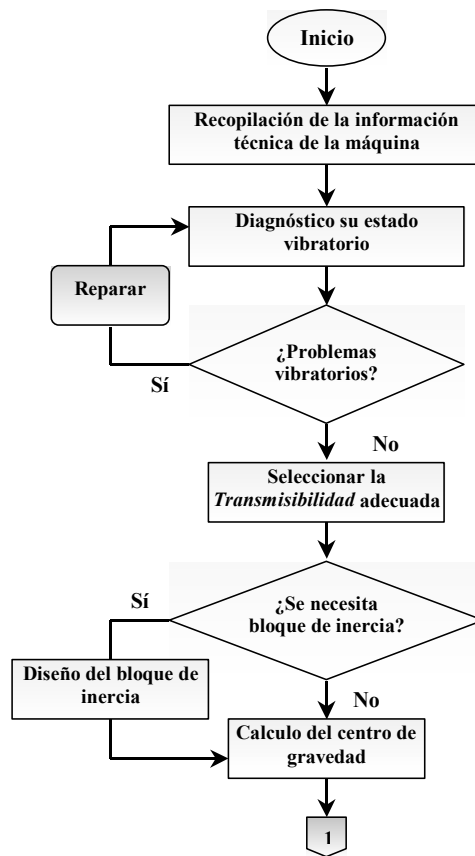 Inicio
Recopilación de la información
técnica de la máquina
Diagnóstico su estado
vibratorio
Reparar
¿Problemas
vibratorios?
Sí
No
Seleccionar la
Transmisibilidad adecuada
Sí
¿Se necesita
bloque de inercia?
Diseño del bloque de
inercia
No
Calculo del centro de
gravedad
1